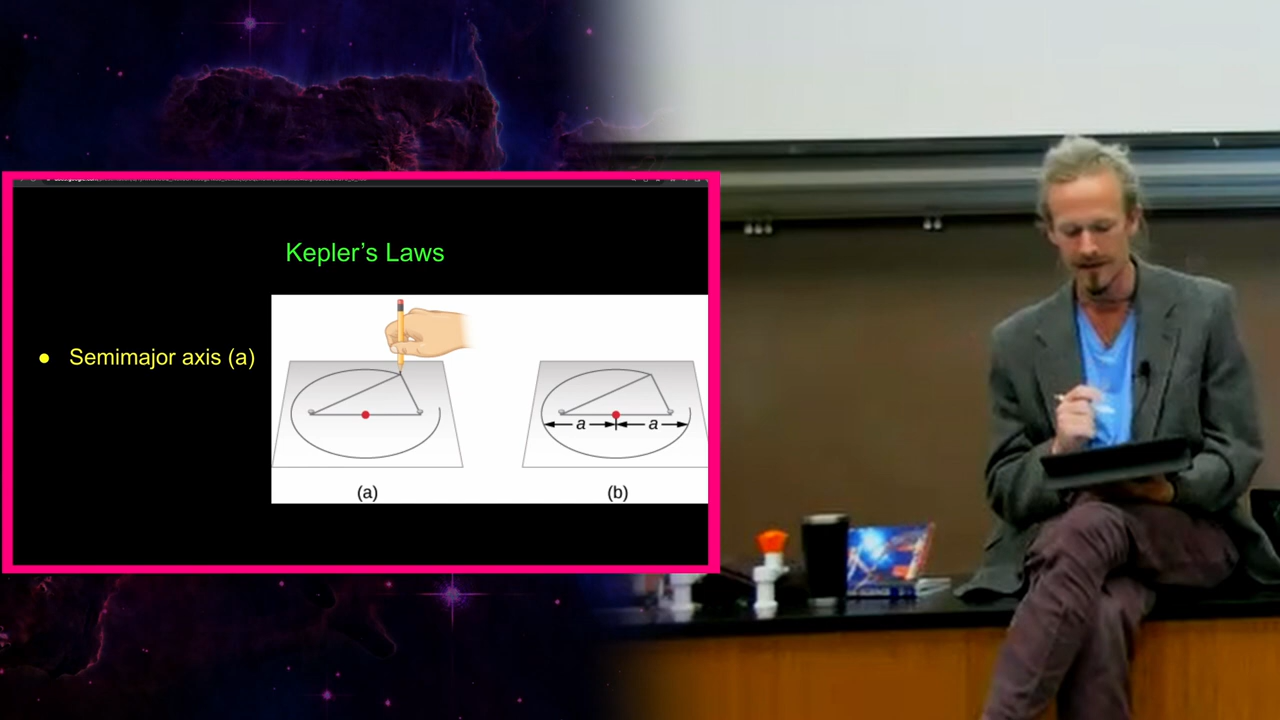 Kepler's Laws
● Semimajor axis (a)
a a
(a) (b)